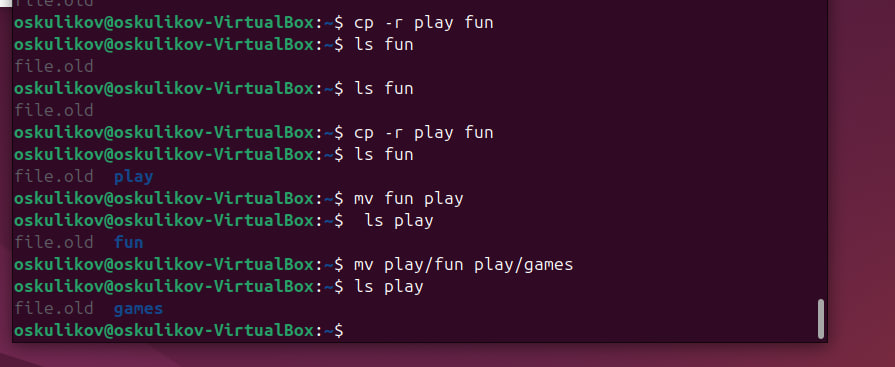 file.old
oskulikov@oskulikov-VirtualBox:~$ cp -r play fun
oskulikov@oskulikov-VirtualBox:~$ ls fun
file.old
oskulikov@oskulikov-VirtualBox:~$ ls fun
file.old
oskulikov@oskulikov-VirtualBox:~$ cp -r play fun
oskulikov@oskulikov-VirtualBox:~$ ls fun
file.old  play
oskulikov@oskulikov-VirtualBox:~$ mv fun play
oskulikov@oskulikov-VirtualBox:~$  ls play
file.old  fun
oskulikov@oskulikov-VirtualBox:~$ mv play/fun play/games
oskulikov@oskulikov-VirtualBox:~$ ls play
file.old  games
oskulikov@oskulikov-VirtualBox:~$